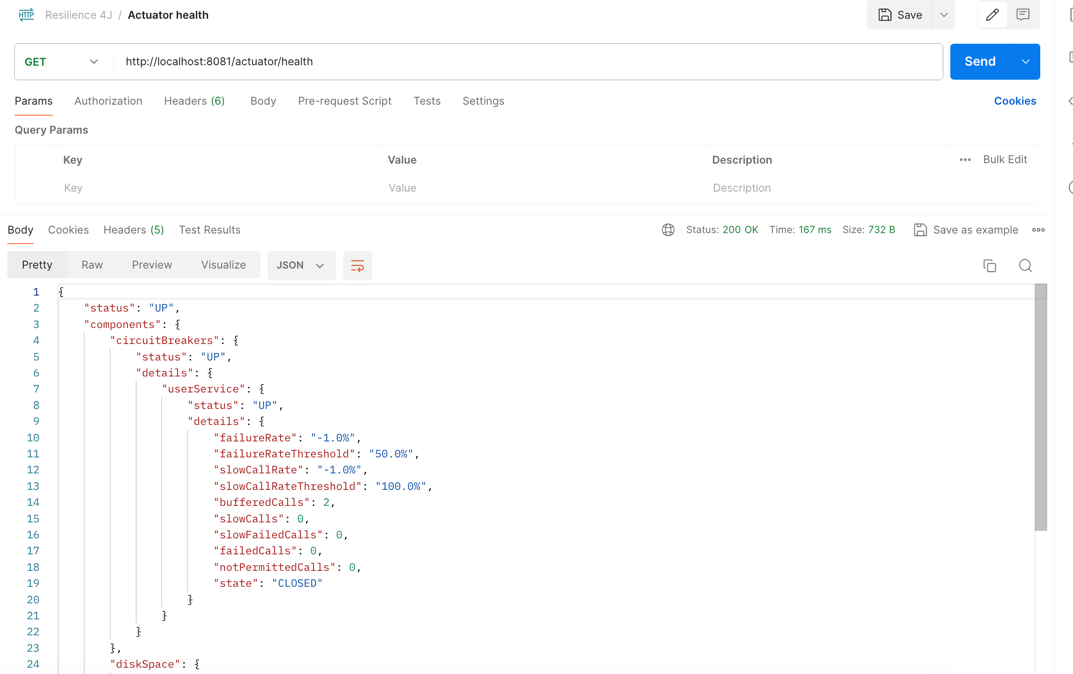 HTTP Resilience 4J / Actuator health Save
GET http://localhost:8081/actuator/health Send
Params Authorization Headers (6) Body Pre-request Script Tests Settings Cookies
Query Params
Key Value Description ••• Bulk Edit
Key Value Description
Body Cookies Headers (5) Test Results Status: 200 OK Time: 167 ms Size: 732 B Save as example •••
Pretty Raw Preview Visualize JSON
1 {
2 "status": "UP",
3 "components": {
4 "circuitBreakers": {
5 "status": "UP",
6 "details": {
7 "userService": {
8 "status": "UP",
9 "details": {
10 "failureRate": "-1.0%",
11 "failureRateThreshold": "50.0%",
12 "slowCallRate": "-1.0%",
13 "slowCallRateThreshold": "100.0%",
14 "bufferedCalls": 2,
15 "slowCalls": 0,
16 "slowFailedCalls": 0,
17 "failedCalls": 0,
18 "notPermittedCalls": 0,
19 "state": "CLOSED"
20 }
21 }
22 }
23 },
24 "diskSpace": {